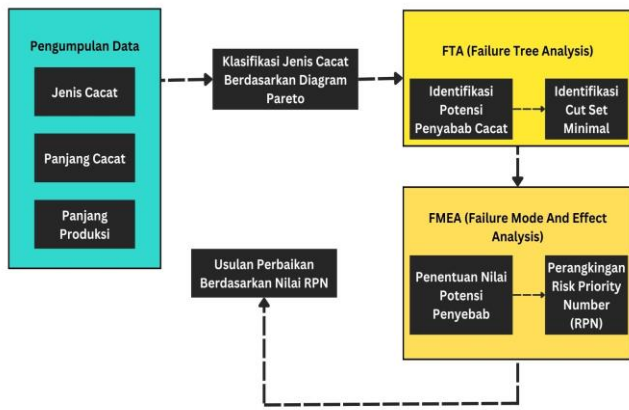 Pengumpulan Data
Jenis Cacat
Panjang Cacat
Panjang
Produksi
Klasifikasi Jenis Cacat
Berdasarkan Diagram
Pareto
FTA (Failure Tree Analysis)
Identifikasi
Potensi
Penyabab Cacat
Identifikasi
Cut Set
Minimal
FMEA (Failure Mode And Effect
Analysis)
Penentuan Nilai
Potensi
Penyebab
Perangkingan
Risk Priority
Number
(RPN)
Usulan Perbaikan
Berdasarkan Nilai RPN